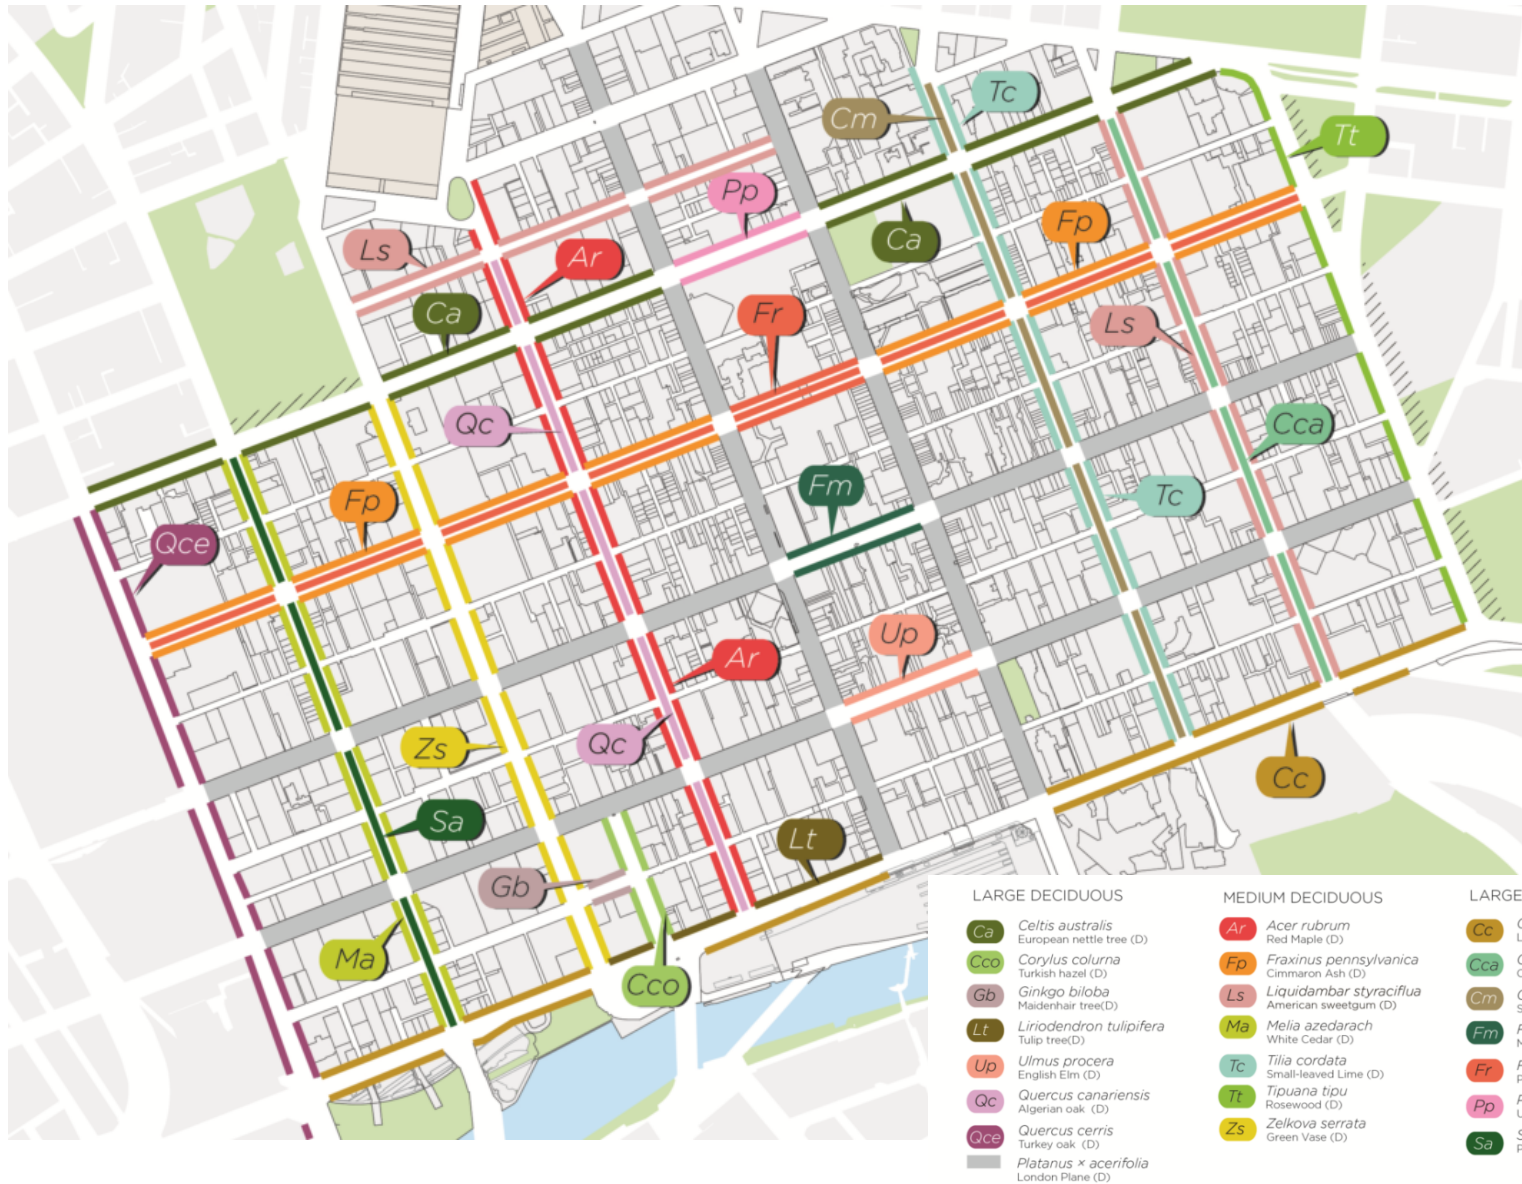 Cm
Tc
Tt
Pp
Fp
Ls
Ar
Ca
Ca
Fr
Ls
Qc
Cca
Fp
Fm
Tc
Qce
Up
Ar
Zs
Qc
Cc
Sa
Lt
Gb
Ma
Cco
LARGE DECIDUOUS
Ca Celtis australis
European nettle tree (D)
Cco Corylus colurna
Turkish hazel (D)
Gb Ginkgo biloba
Maidenhair tree(D)
Lt Liriodendron tulipifera
Tulip tree(D)
Up Ulmus procera
English Elm (D)
Qc Quercus canariensis
Algerian oak (D)
Qce Quercus cerris
Turkey oak (D)
Platanus × acerifolia
London Plane (D)
MEDIUM DECIDUOUS
Ar Acer rubrum
Red Maple (D)
Fp Fraxinus pennsylvanica
Cimmaron Ash (D)
Ls Liquidambar styraciflua
American sweetgum (D)
Ma Melia azedarach
White Cedar (D)
Tc Tilia cordata
Small-leaved Lime (D)
Tt Tipuana tipu
Rosewood (D)
Zs Zelkova serrata
Green Vase (D)
LARGE
Cc
Cca
Cm
Fm
Fr
Pp
Sa